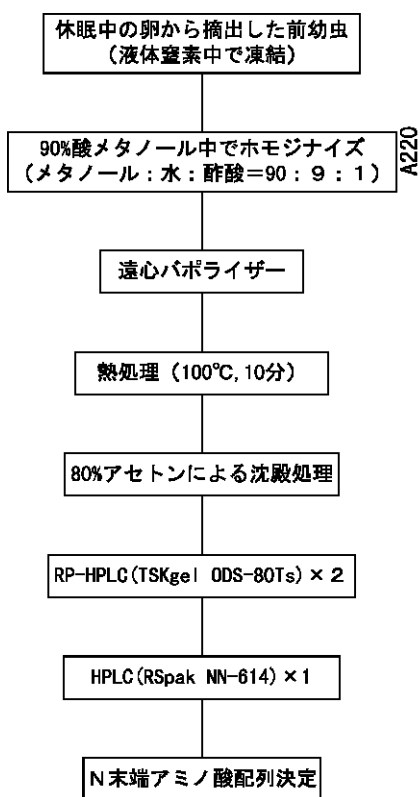 休眠中の卵から摘出した前幼虫
(液体窒素中で凍結)
90%酸メタノール中でホモジナイズ
(メタノール:水:酢酸=90:9:1)
A220
遠心バポライザー
熱処理(100℃,10分)
80%アセトンによる沈殿処理
RP-HPLC(TSKgel ODS-80Ts)×2
HPLC(RSpak NN-614)×1
N末端アミノ酸配列決定